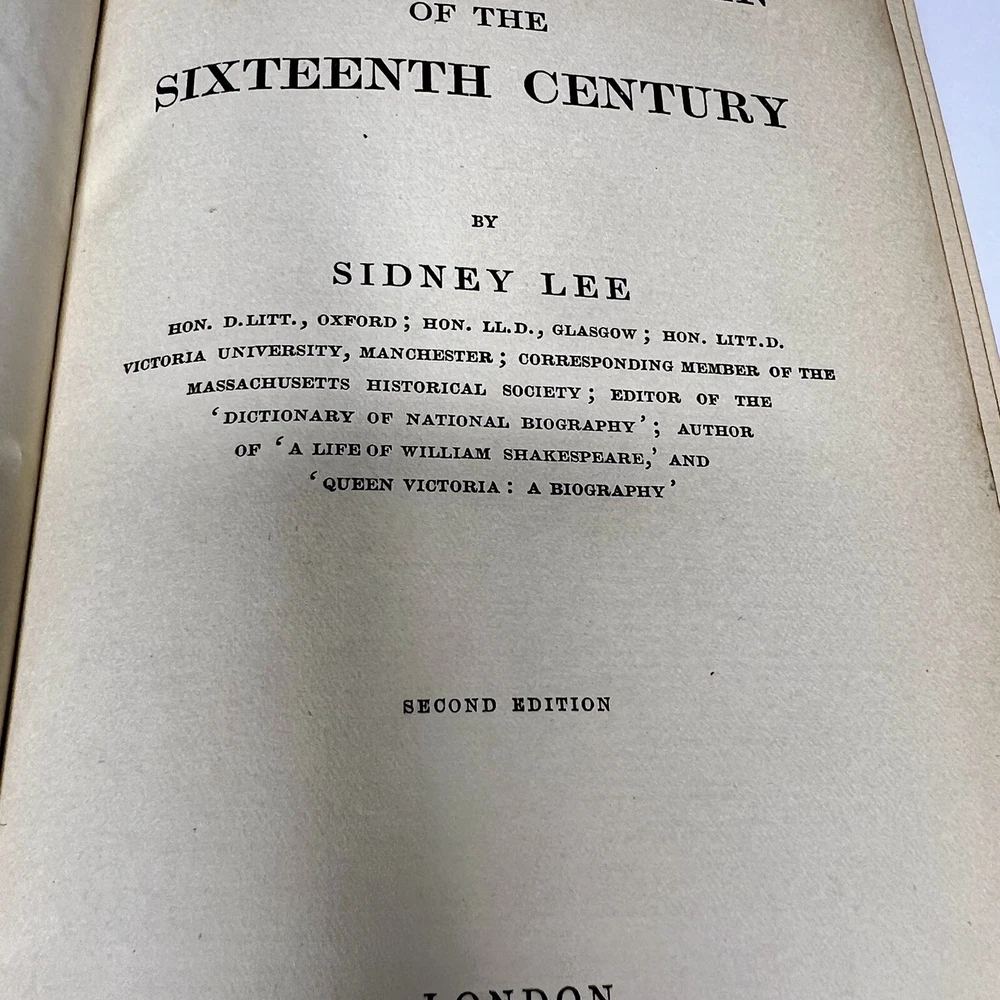 OF THE
SIXTEENTH CENTURY
BY
SIDNEY LEE
HON. D.LITT., OXFORD; HON. LL.D., GLASGOW; HON. LITT.D.
VICTORIA UNIVERSITY, MANCHESTER; CORRESPONDING MEMBER OF THE
MASSACHUSETTS HISTORICAL SOCIETY; EDITOR OF THE
‘DICTIONARY OF NATIONAL BIOGRAPHY’; AUTHOR
OF ‘A LIFE OF WILLIAM SHAKESPEARE,’ AND
‘QUEEN VICTORIA: A BIOGRAPHY’
SECOND EDITION
LONDON